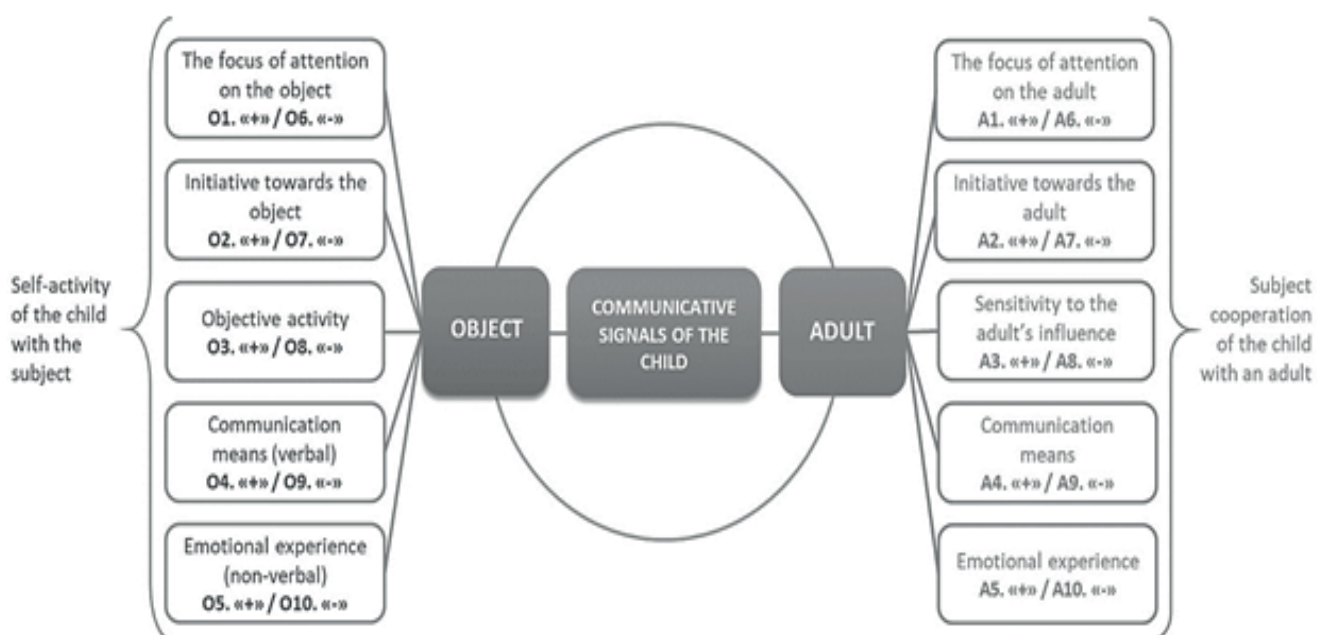 Self-activity
of the child
with the
subject
The focus of attention
on the object
O1. «+» / O6. «-»
Initiative towards the
object
O2. «+» / O7. «-»
Objective activity
O3. «+» / O8. «-»
Communication
means (verbal)
O4. «+» / O9. «-»
Emotional experience
(non-verbal)
O5. «+» / O10. «-»
OBJECT
COMMUNICATIVE
SIGNALS OF THE
CHILD
ADULT
The focus of attention
on the adult
A1. «+» / A6. «-»
Initiative towards the
adult
A2. «+» / A7. «-»
Sensitivity to the
adult's influence
A3. «+» / A8. «-»
Communication
means
A4. «+» / A9. «-»
Emotional experience
A5. «+» / A10. «-»
Subject
cooperation
of the child
with an adult